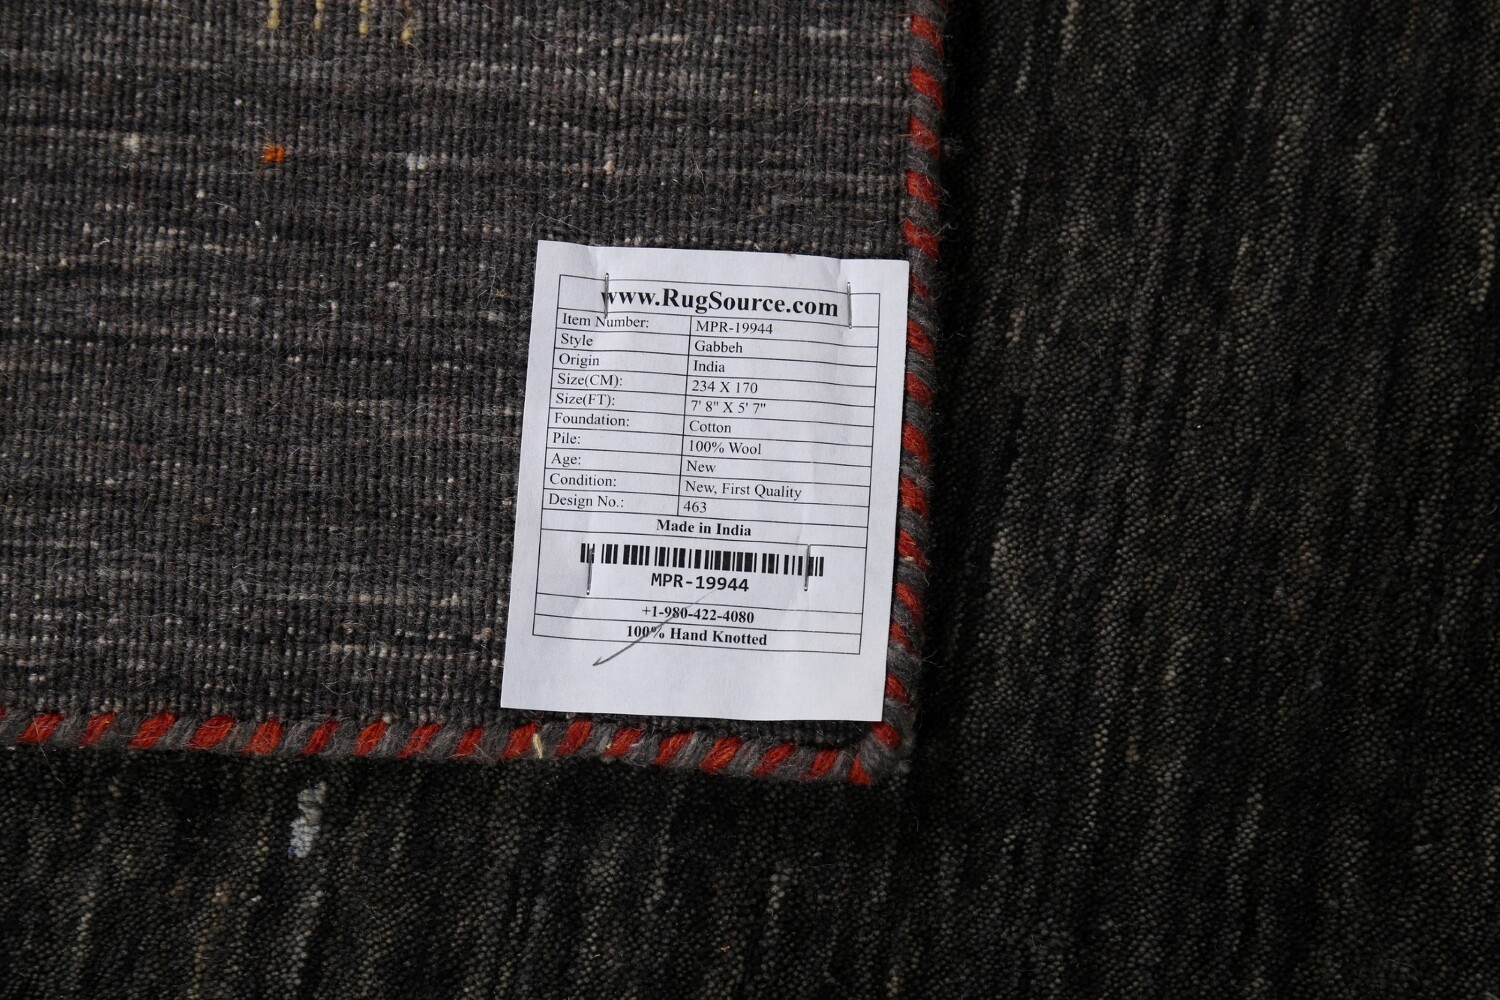 www.RugSource.com
Item Number: MPR-19944
Style Gabbeh
Origin India
Size(CM): 234 X 170
Size(FT): 7' 8" X 5' 7"
Foundation: Cotton
Pile: 100% Wool
Age: New
Condition: New, First Quality
Design No.: 463
Made in India
MPR-19944
+1-980-422-4080
100% Hand Knotted